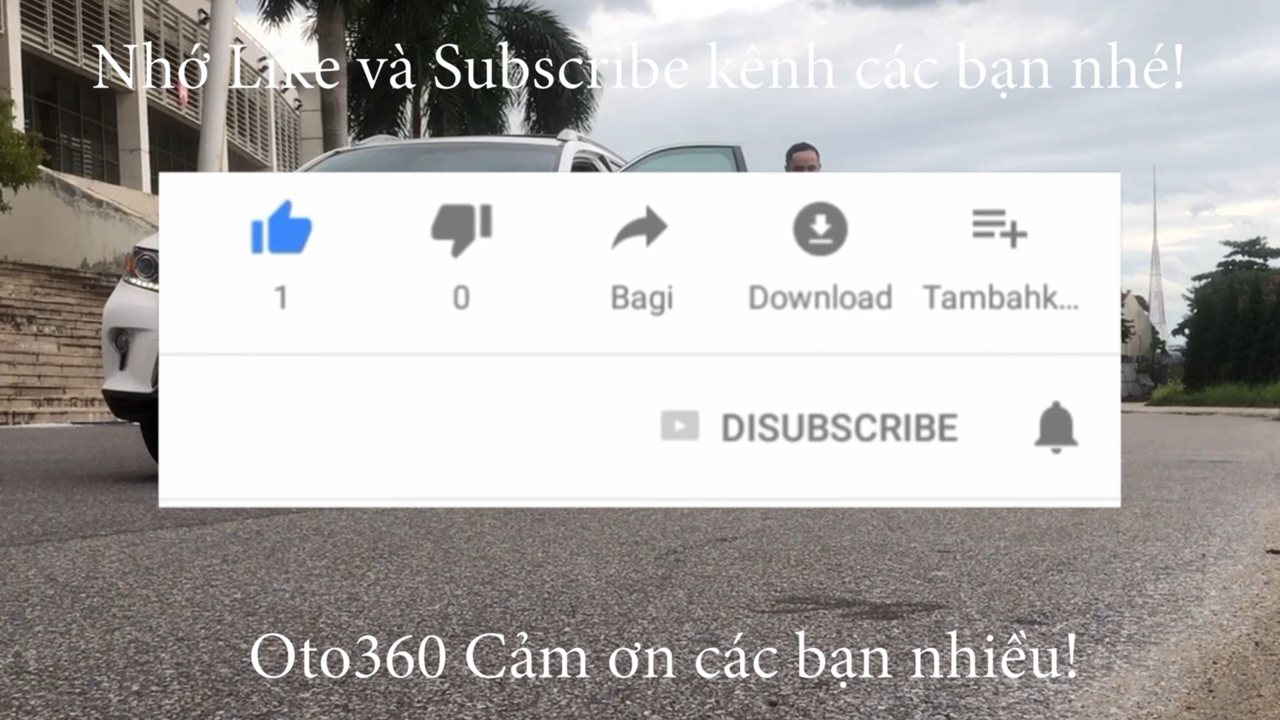 Nhớ Like và Subscribe kênh các bạn nhé!
1 0 Bagi Download Tambahk...
DISUBSCRIBE
Oto360 Cảm ơn các bạn nhiều!